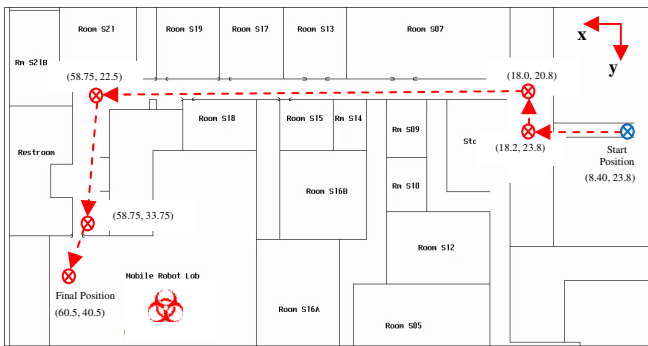 Room S21
Room S19
Room S17
Room S13
Room S07
x
y
Rm S21B
(58.75, 22.5)
(18.0, 20.8)
Room S18
Room S15
Rm S14
Rm S09
Sto
(18.2, 23.8)
Start
Position
(8.40, 23.8)
Restroom
Room S16B
Rm S10
(58.75, 33.75)
Room S12
Mobile Robot Lab
Final Position
(60.5, 40.5)
Room S16A
Room S05